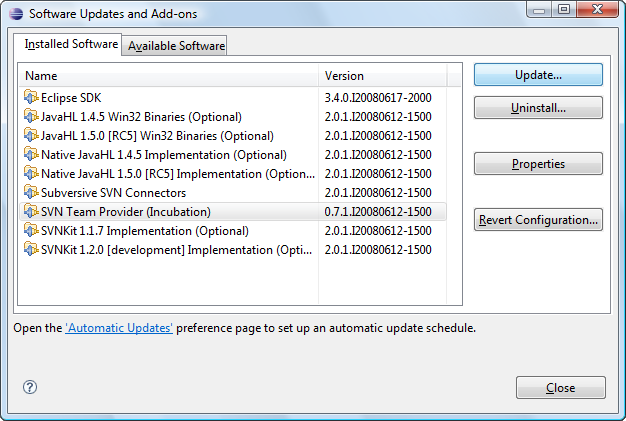 Software Updates and Add-ons
Installed Software Available Software
Name Version
Eclipse SDK 3.4.0.I20080617-2000
JavaHL 1.4.5 Win32 Binaries (Optional) 2.0.1.I20080612-1500
JavaHL 1.5.0 [RC5] Win32 Binaries (Optional) 2.0.1.I20080612-1500
Native JavaHL 1.4.5 Implementation (Optional) 2.0.1.I20080612-1500
Native JavaHL 1.5.0 [RC5] Implementation (Option... 2.0.1.I20080612-1500
Subversive SVN Connectors 2.0.1.I20080612-1500
SVN Team Provider (Incubation) 0.7.1.I20080612-1500
SVNKit 1.1.7 Implementation (Optional) 2.0.1.I20080612-1500
SVNKit 1.2.0 [development] Implementation (Opti... 2.0.1.I20080612-1500
Update...
Uninstall...
Properties
Revert Configuration...
Open the 'Automatic Updates' preference page to set up an automatic update schedule.
?
Close